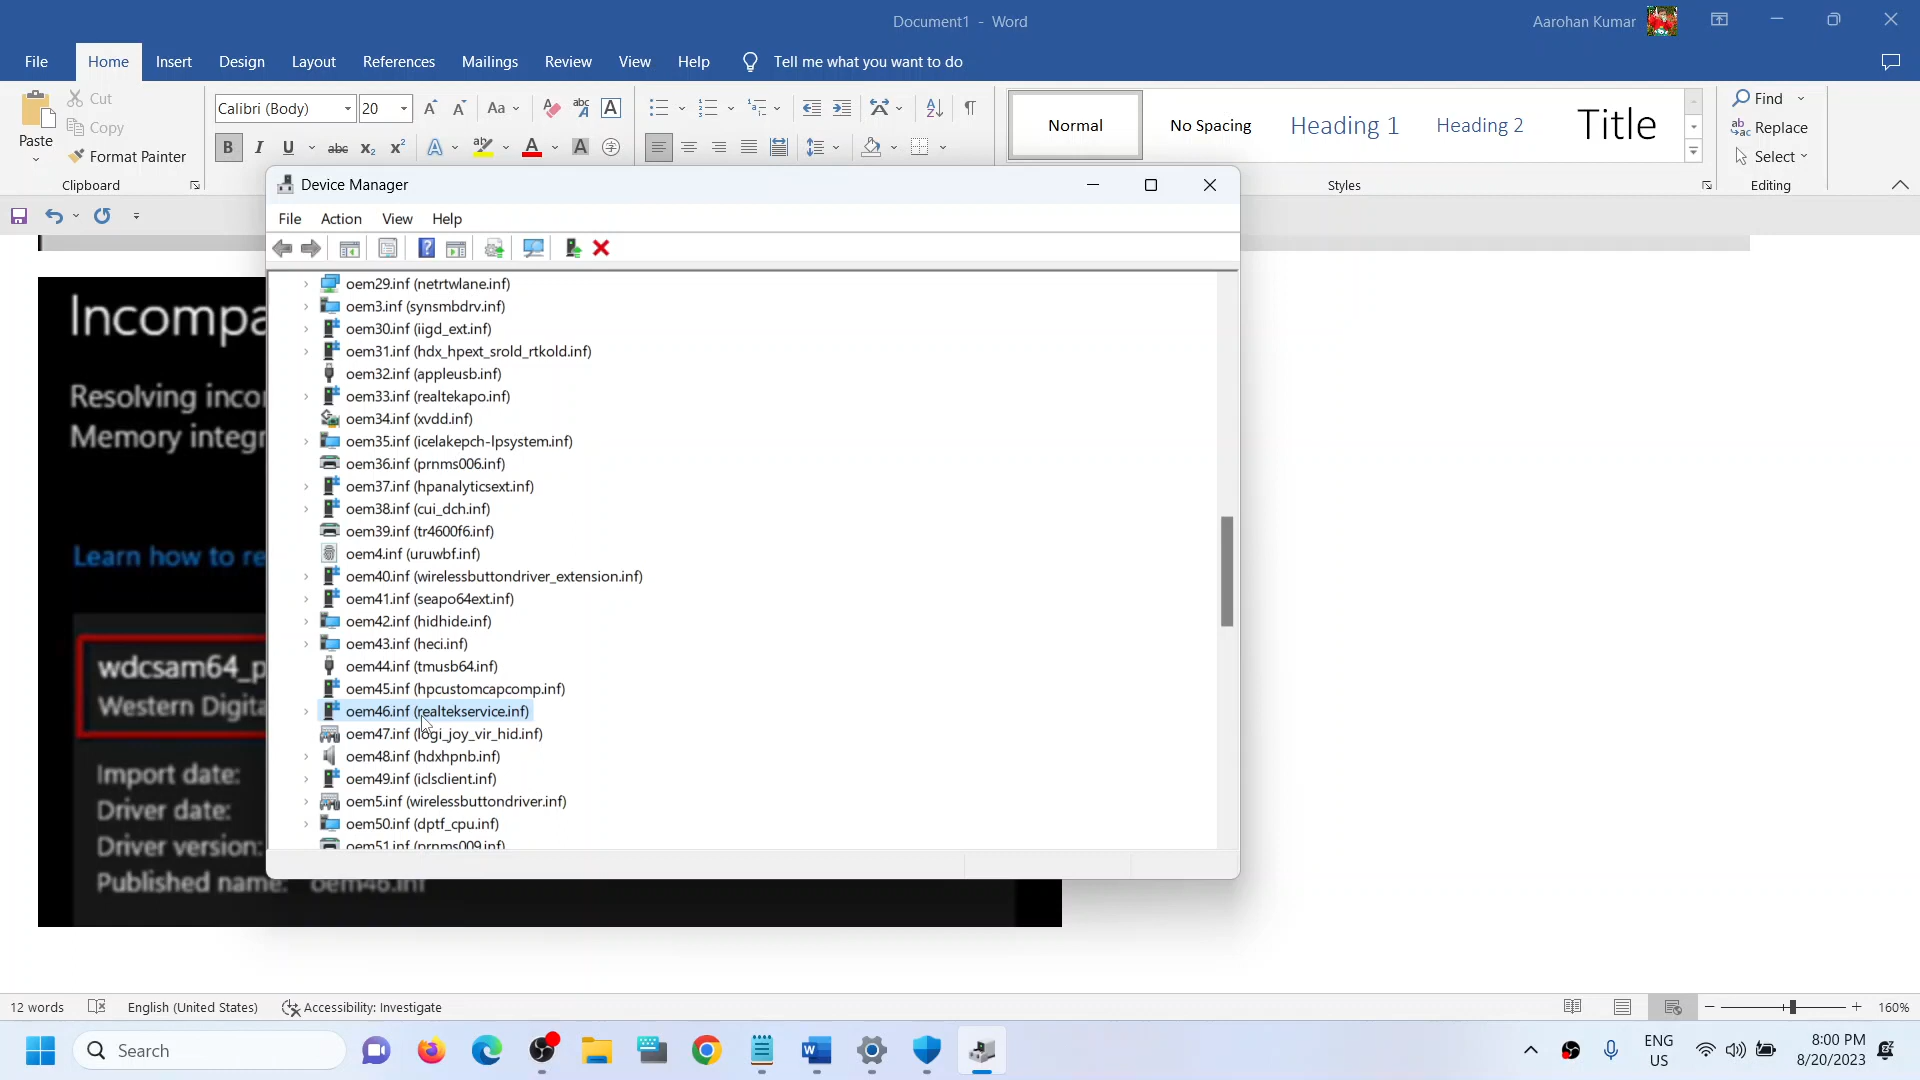 Document1 - Word
Aarohan Kumar
File Home Insert Design Layout References Mailings Review View Help Tell me what you want to do
Paste
Cut
Copy
Format Painter
Clipboard
Calibri (Body) 20
Normal
No Spacing
Heading 1
Heading 2
Title
Styles
Find
Replace
Select
Editing
Device Manager
File Action View Help
oem29.inf (netrtwlane.inf)
oem3.inf (synsmbdrv.inf)
oem30.inf (iigd_ext.inf)
oem31.inf (hdx_hpext_srold_rtkold.inf)
oem32.inf (appleusb.inf)
oem33.inf (realtekapo.inf)
oem34.inf (xvdd.inf)
oem35.inf (icelakepch-lpsystem.inf)
oem36.inf (prnms006.inf)
oem37.inf (hpanalyticsext.inf)
oem38.inf (cui_dch.inf)
oem39.inf (tr4600f6.inf)
oem4.inf (uruwbf.inf)
oem40.inf (wirelessbuttondriver_extension.inf)
oem41.inf (seapo64ext.inf)
oem42.inf (hidhide.inf)
oem43.inf (heci.inf)
oem44.inf (tmusb64.inf)
oem45.inf (hpcustomcapcomp.inf)
oem46.inf (realtekservice.inf)
oem47.inf (logi_joy_vir_hid.inf)
oem48.inf (hdxhpnb.inf)
oem49.inf (iclsclient.inf)
oem5.inf (wirelessbuttondriver.inf)
oem50.inf (dptf_cpu.inf)
oem51.inf (prnms009.inf)
Incompa
Resolving incor
Memory integr
Learn how to re
wdcsam64_p
Western Digita
Import date:
Driver date:
Driver version:
Published name: oem46.inf
12 words English (United States) Accessibility: Investigate
160%
Search
ENG
US
8:00 PM
8/20/2023